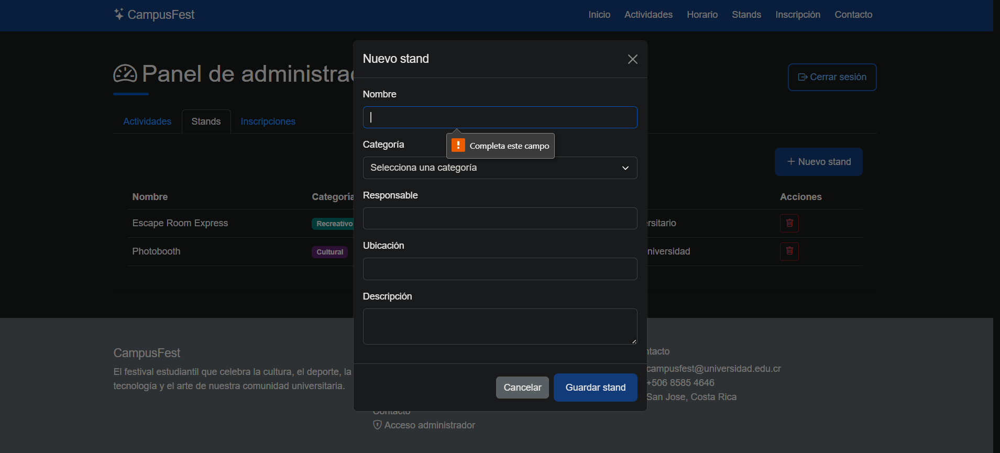 CampusFest
Inicio Actividades Horario Stands Inscripción Contacto
Panel de administrac
Cerrar sesión
Actividades Stands Inscripciones
Nuevo stand
Nombre Categoría Acciones
Escape Room Express Recreativo rsitario
Photobooth Cultural niversidad
Nuevo stand
Nombre
Completa este campo
Categoría
Selecciona una categoría
Responsable
Ubicación
Descripción
Cancelar Guardar stand
CampusFest
El festival estudiantil que celebra la cultura, el deporte, la
tecnología y el arte de nuestra comunidad universitaria.
Contacto
Acceso administrador
ntacto
campusfest@universidad.edu.cr
+506 8585 4646
San Jose, Costa Rica